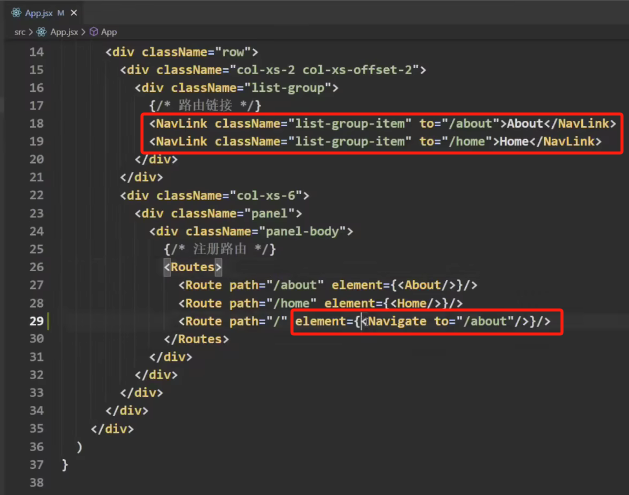 App.jsx M ×
src > App.jsx > App
14 <div className="row">
15 <div className="col-xs-2 col-xs-offset-2">
16 <div className="list-group">
17 {/* 路由链接 */}
18 <NavLink className="list-group-item" to="/about">About</NavLink>
19 <NavLink className="list-group-item" to="/home">Home</NavLink>
20 </div>
21 </div>
22 <div className="col-xs-6">
23 <div className="panel">
24 <div className="panel-body">
25 {/* 注册路由 */}
26 <Routes>
27 <Route path="/about" element={<About/>}/>
28 <Route path="/home" element={<Home/>}/>
29 <Route path="/" element={<Navigate to="/about"/>}/>
30 </Routes>
31 </div>
32 </div>
33 </div>
34 </div>
35 </div>
36 )
37 }
38